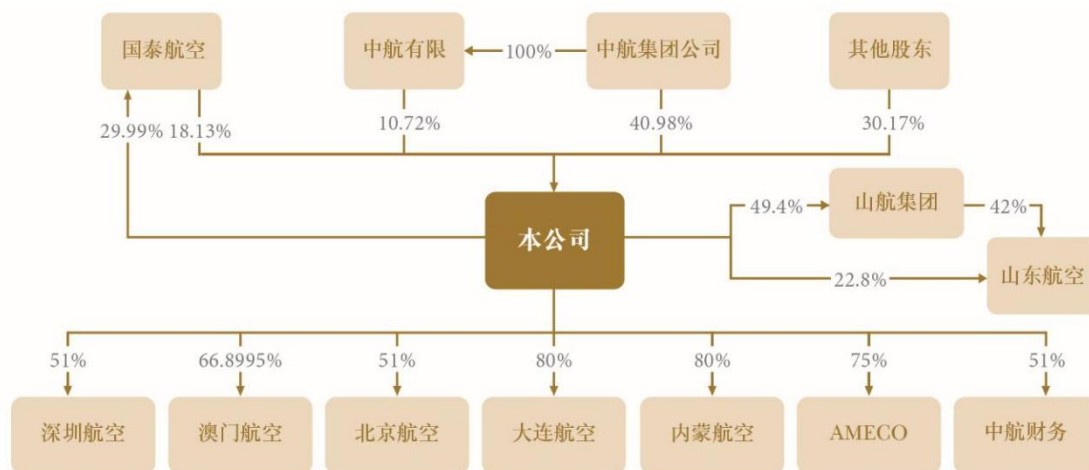 国泰航空
中航有限
100%
中航集团公司
其他股东
29.99%
18.13%
10.72%
40.98%
30.17%
本公司
49.4%
山航集团
42%
22.8%
山东航空
51%
66.8995%
51%
80%
80%
75%
51%
深圳航空
澳门航空
北京航空
大连航空
内蒙航空
AMECO
中航财务